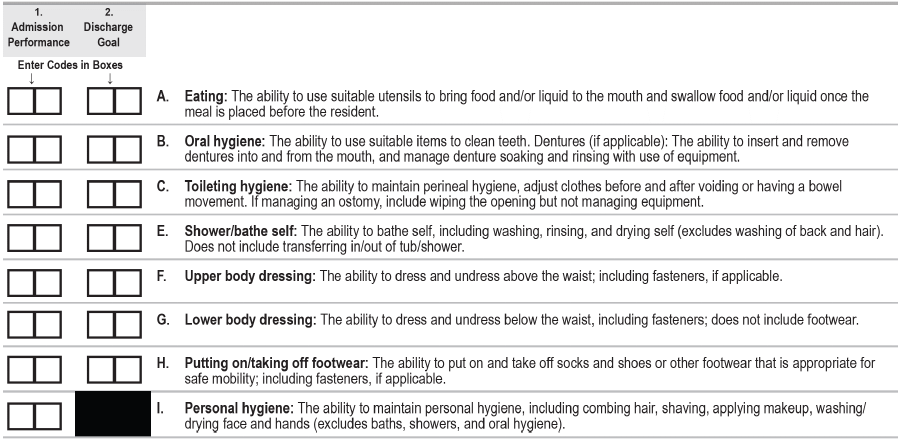 1.
Admission
Performance
2.
Discharge
Goal
Enter Codes in Boxes
↓ ↓
A. Eating: The ability to use suitable utensils to bring food and/or liquid to the mouth and swallow food and/or liquid once the
meal is placed before the resident.
B. Oral hygiene: The ability to use suitable items to clean teeth. Dentures (if applicable): The ability to insert and remove
dentures into and from the mouth, and manage denture soaking and rinsing with use of equipment.
C. Toileting hygiene: The ability to maintain perineal hygiene, adjust clothes before and after voiding or having a bowel
movement. If managing an ostomy, include wiping the opening but not managing equipment.
E. Shower/bathe self: The ability to bathe self, including washing, rinsing, and drying self (excludes washing of back and hair).
Does not include transferring in/out of tub/shower.
F. Upper body dressing: The ability to dress and undress above the waist; including fasteners, if applicable.
G. Lower body dressing: The ability to dress and undress below the waist, including fasteners; does not include footwear.
H. Putting on/taking off footwear: The ability to put on and take off socks and shoes or other footwear that is appropriate for
safe mobility; including fasteners, if applicable.
I. Personal hygiene: The ability to maintain personal hygiene, including combing hair, shaving, applying makeup, washing/
drying face and hands (excludes baths, showers, and oral hygiene).